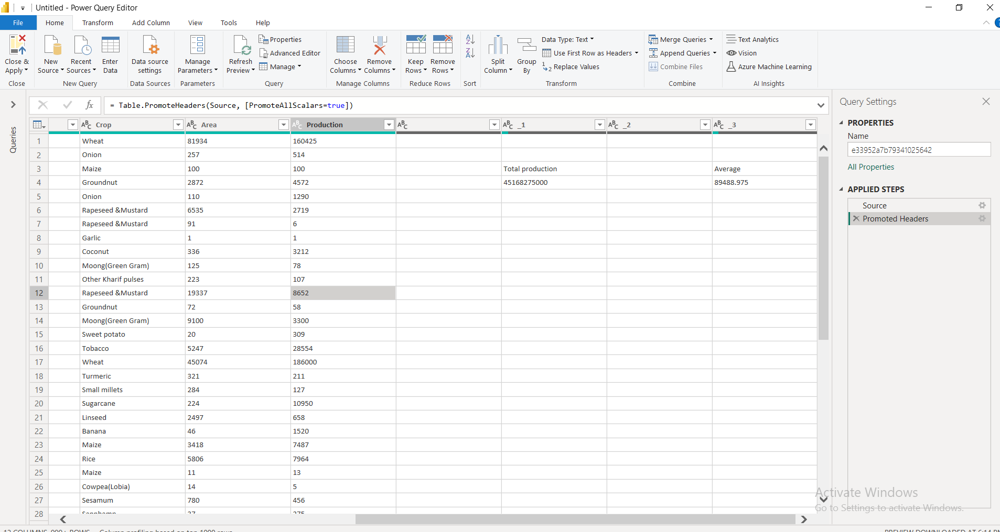 Untitled - Power Query Editor
File Home Transform Add Column View Tools Help
Close & Apply
New Source
Recent Sources
Enter Data
Data source settings
Manage Parameters
Refresh Preview
Properties
Advanced Editor
Manage
Choose Columns
Remove Columns
Keep Rows
Remove Rows
Split Column
Group By
Data Type: Text
Use First Row as Headers
Replace Values
Merge Queries
Append Queries
Combine Files
Text Analytics
Vision
Azure Machine Learning
Close New Query Data Sources Parameters Query Manage Columns Reduce Rows Sort Transform Combine AI Insights
Queries
fx = Table.PromoteHeaders(Source, [PromoteAllScalars=true])
ABC Crop ABC Area ABC Production ABC ABC _1 ABC _2 ABC _3
1 Wheat 81934 160425
2 Onion 257 514
3 Maize 100 100 Total production Average
4 Groundnut 2872 4572 45168275000 89488.975
5 Onion 110 1290
6 Rapeseed &Mustard 6535 2719
7 Rapeseed &Mustard 91 6
8 Garlic 1 1
9 Coconut 336 3212
10 Moong(Green Gram) 125 78
11 Other Kharif pulses 223 107
12 Rapeseed &Mustard 19337 8652
13 Groundnut 72 58
14 Moong(Green Gram) 9100 3300
15 Sweet potato 20 309
16 Tobacco 5247 28554
17 Wheat 45074 186000
18 Turmeric 321 211
19 Small millets 284 127
20 Sugarcane 224 10950
21 Linseed 2497 658
22 Banana 46 1520
23 Maize 3418 7487
24 Rice 5806 7964
25 Maize 11 13
26 Cowpea(Lobia) 14 5
27 Sesamum 780 456
28
Query Settings
PROPERTIES
Name
e33952a7b79341025642
All Properties
APPLIED STEPS
Source
Promoted Headers
Activate Windows
Go to Settings to activate Windows.